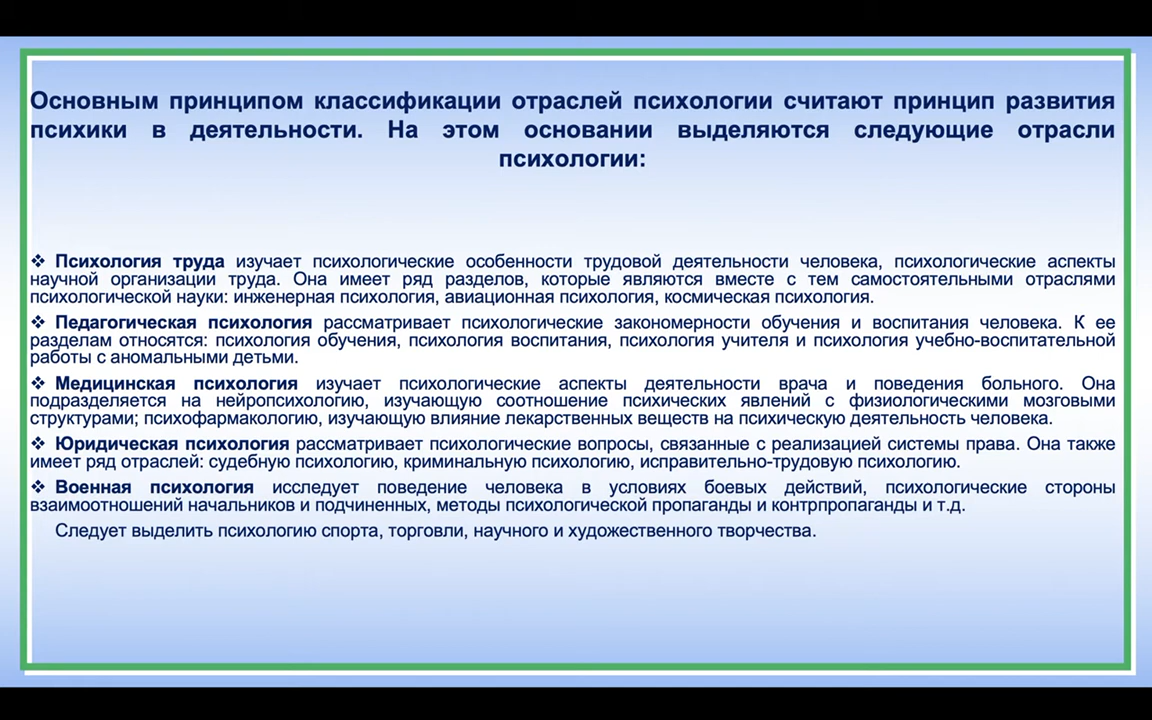 Основным принципом классификации отраслей психологии считают принцип развития
психики в деятельности. На этом основании выделяются следующие отрасли
психологии:
❖ Психология труда изучает психологические особенности трудовой деятельности человека, психологические аспекты
научной организации труда. Она имеет ряд разделов, которые являются вместе с тем самостоятельными отраслями
психологической науки: инженерная психология, авиационная психология, космическая психология.
❖ Педагогическая психология рассматривает психологические закономерности обучения и воспитания человека. К ее
разделам относятся: психология обучения, психология воспитания, психология учителя и психология учебно-воспитательной
работы с аномальными детьми.
❖ Медицинская психология изучает психологические аспекты деятельности врача и поведения больного. Она
подразделяется на нейропсихологию, изучающую соотношение психических явлений с физиологическими мозговыми
структурами; психофармакологию, изучающую влияние лекарственных веществ на психическую деятельность человека.
❖ Юридическая психология рассматривает психологические вопросы, связанные с реализацией системы права. Она также
имеет ряд отраслей: судебную психологию, криминальную психологию, исправительно-трудовую психологию.
❖ Военная психология исследует поведение человека в условиях боевых действий, психологические стороны
взаимоотношений начальников и подчиненных, методы психологической пропаганды и контрпропаганды и т.д.
Следует выделить психологию спорта, торговли, научного и художественного творчества.